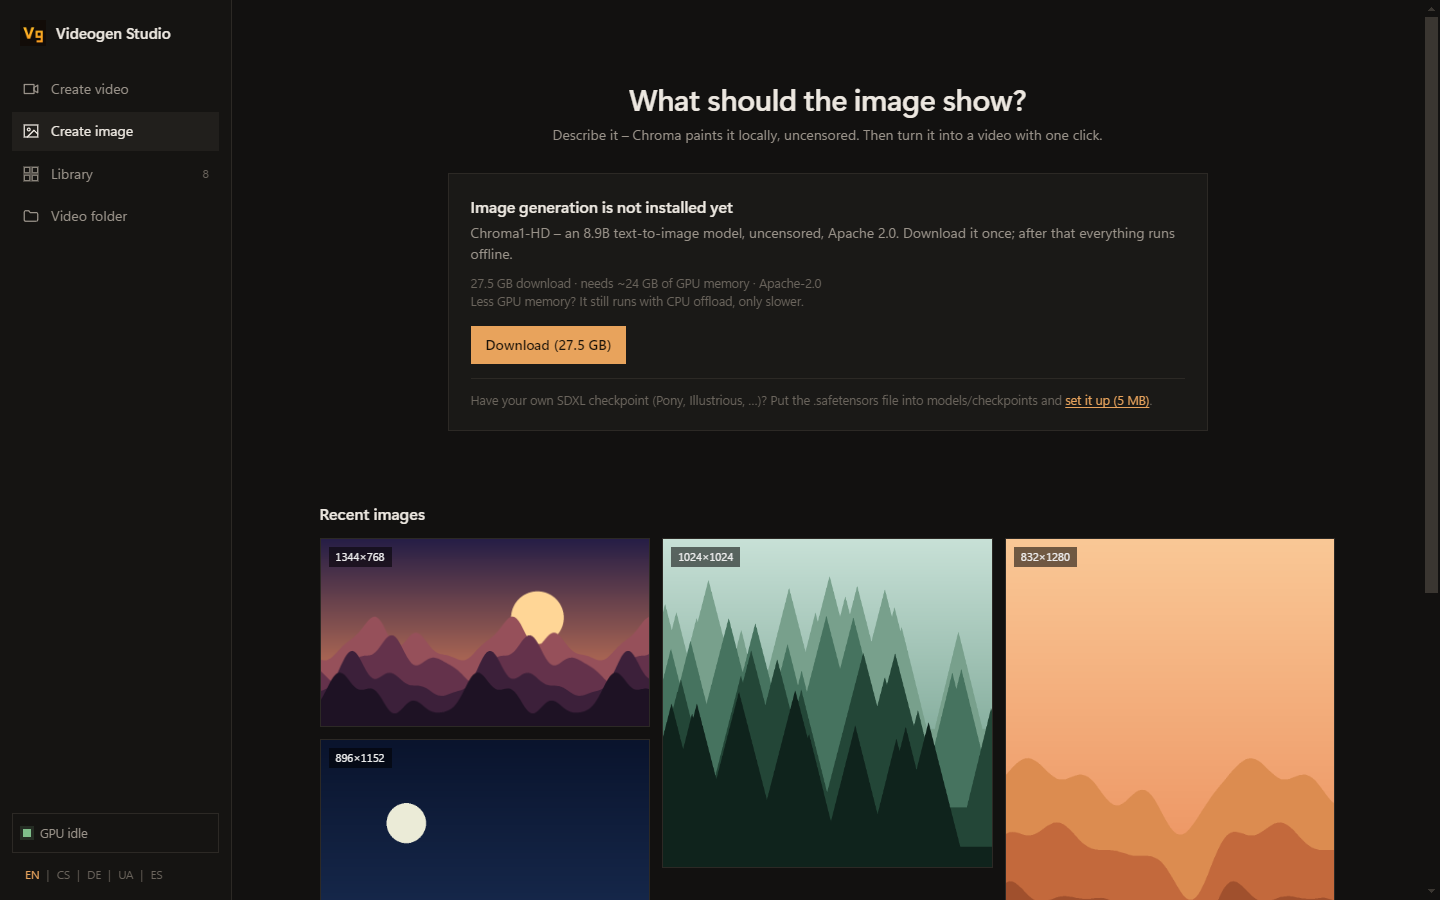 Vg Videogen Studio
Create video
Create image
Library 8
Video folder
GPU idle
EN | CS | DE | UA | ES
What should the image show?
Describe it – Chroma paints it locally, uncensored. Then turn it into a video with one click.
Image generation is not installed yet
Chroma1-HD – an 8.9B text-to-image model, uncensored, Apache 2.0. Download it once; after that everything runs
offline.
27.5 GB download · needs ~24 GB of GPU memory · Apache-2.0
Less GPU memory? It still runs with CPU offload, only slower.
Download (27.5 GB)
Have your own SDXL checkpoint (Pony, Illustrious, …)? Put the .safetensors file into models/checkpoints and set it up (5 MB).
Recent images
1344×768
1024×1024
832×1280
896×1152